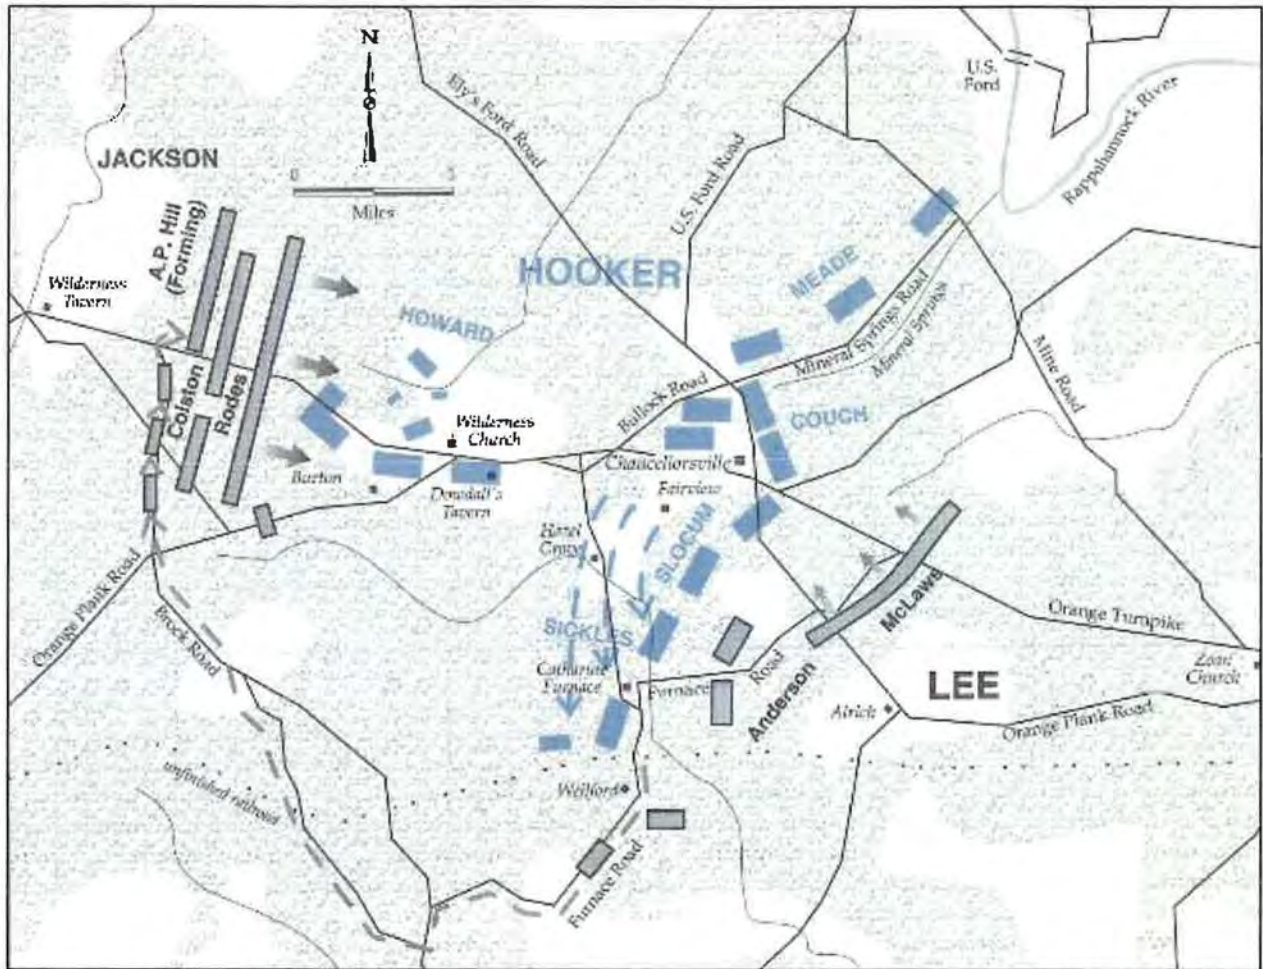 N
U.S.
Ford
Rappahannock River
Ely's Ford Road
JACKSON
0
Miles
U.S. Ford Road
A.P. Hill
(Forming)
Wilderness
Tavern
HOOKER
MEADE
HOWARD
Mineral Springs Road
Mineral Springs
Mine Road
Colston
Rodes
Bullock Road
COUCH
Wilderness
Church
Chancellorsville
Burton
Dowdall's
Tavern
Fairview
Hazel
Grove
SLOCUM
McLaws
Orange Plank Road
Brock Road
Orange Turnpike
SICKLES
Catharine
Furnace
Furnace
Road
Anderson
LEE
Zoan
Church
Alrich
Orange Plank Road
unfinished railroad
Wellford
Furnace Road